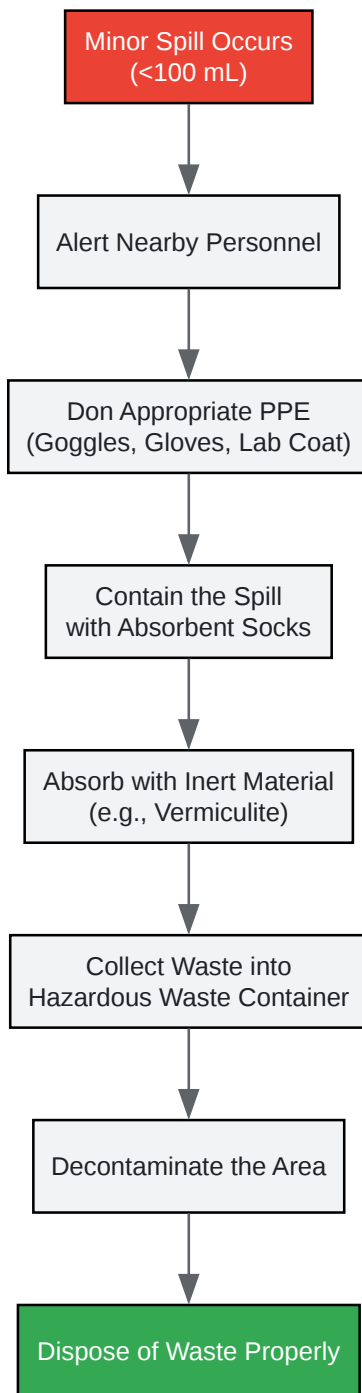 Minor Spill Occurs
(<100 mL)
Alert Nearby Personnel
Don Appropriate PPE
(Goggles, Gloves, Lab Coat)
Contain the Spill
with Absorbent Socks
Absorb with Inert Material
(e.g., Vermiculite)
Collect Waste into
Hazardous Waste Container
Decontaminate the Area
Dispose of Waste Properly